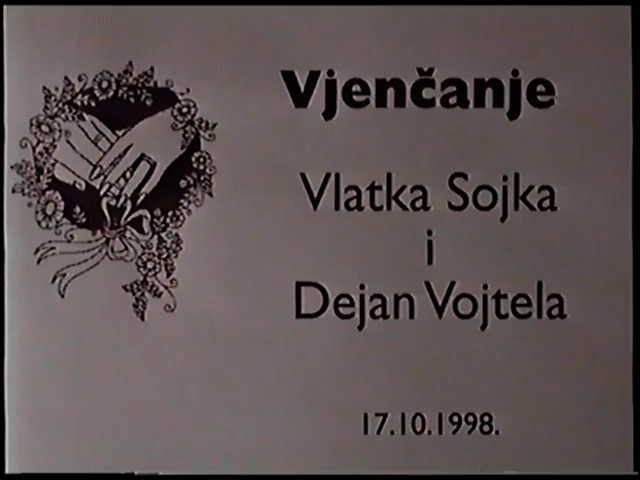 Vjenčanje
Vlatka Sojka
i
Dejan Vojtela
17.10.1998.